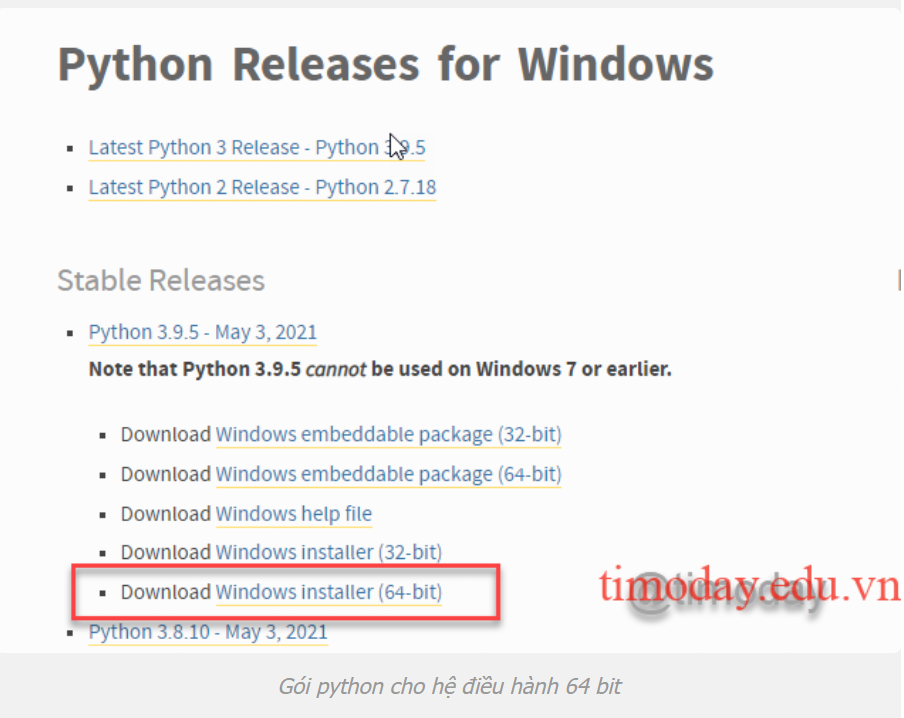 Python Releases for Windows
Latest Python 3 Release - Python 3.9.5
Latest Python 2 Release - Python 2.7.18
Stable Releases
Python 3.9.5 - May 3, 2021
Note that Python 3.9.5 cannot be used on Windows 7 or earlier.
Download Windows embeddable package (32-bit)
Download Windows embeddable package (64-bit)
Download Windows help file
Download Windows installer (32-bit)
Download Windows installer (64-bit)
timoday.edu.vn
@timoday
Python 3.8.10 - May 3, 2021
Gói python cho hệ điều hành 64 bit